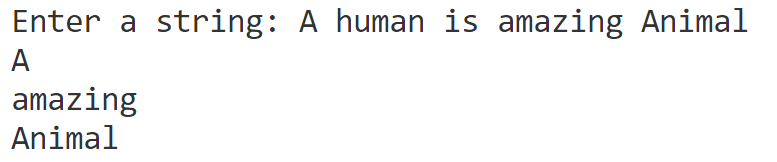 Enter a string: A human is amazing Animal
A
amazing
Animal